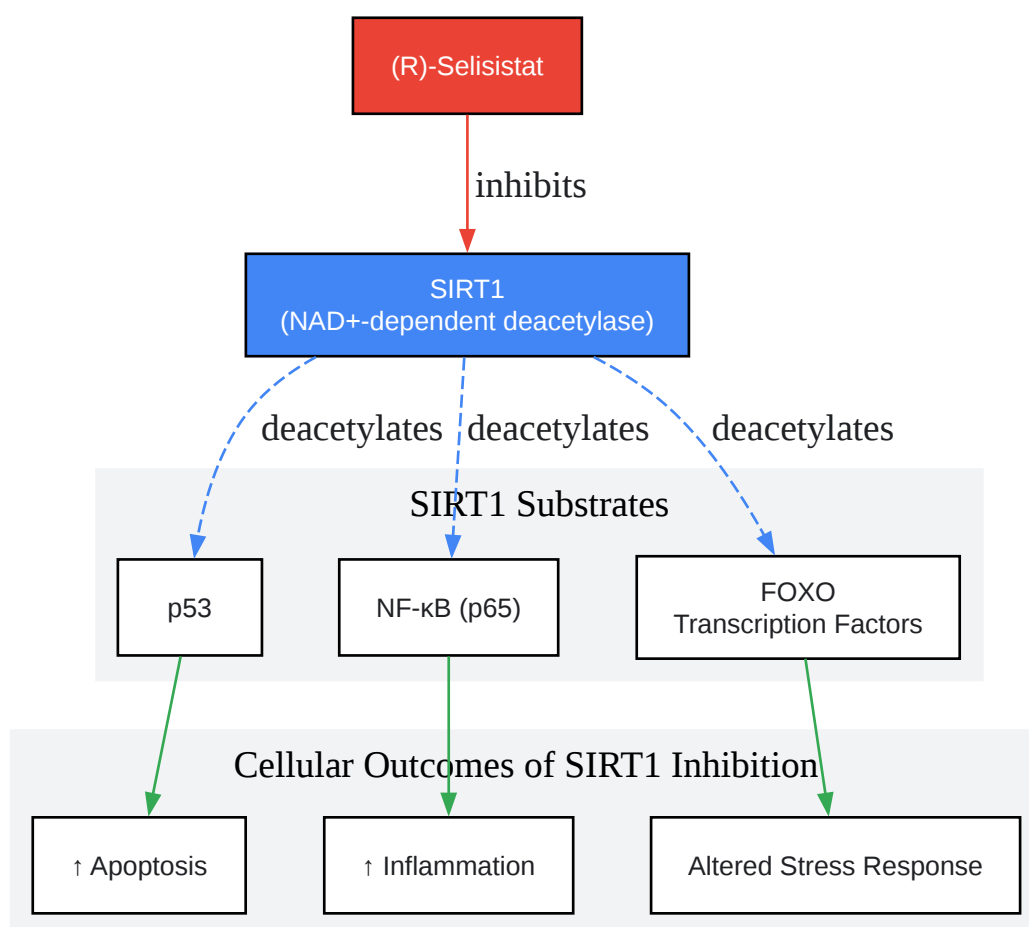 (R)-Selisistat
inhibits
SIRT1
(NAD+-dependent deacetylase)
deacetylates
deacetylates
deacetylates
SIRT1 Substrates
p53
NF-κB (p65)
FOXO
Transcription Factors
Cellular Outcomes of SIRT1 Inhibition
↑ Apoptosis
↑ Inflammation
Altered Stress Response